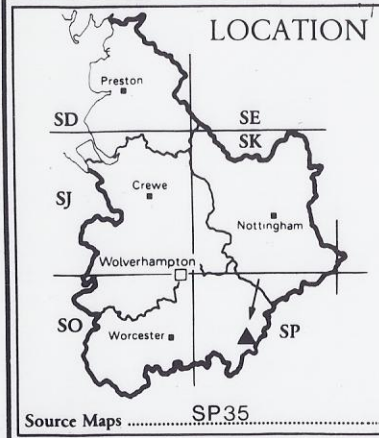 LOCATION
Preston
SD
SE
SK
SJ
Crewe
Nottingham
Wolverhampton
SO
Worcester
SP
Source Maps .......... SP35 ..........